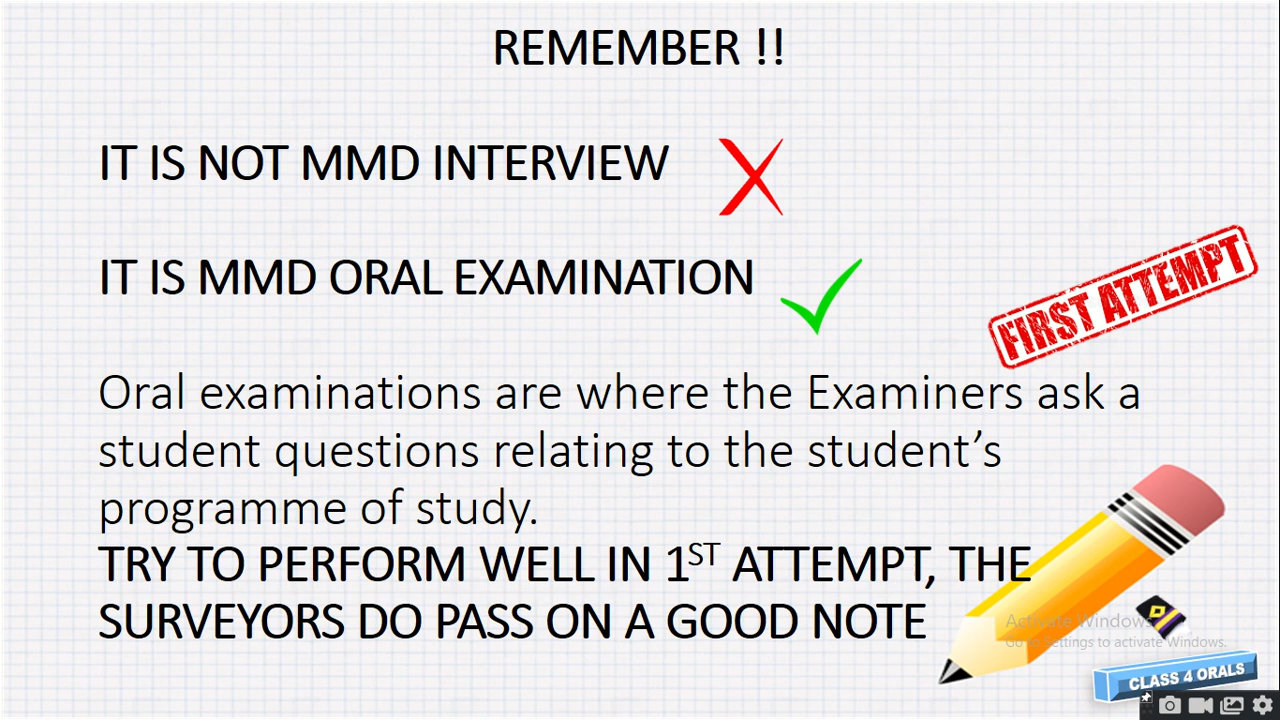 REMEMBER !!
IT IS NOT MMD INTERVIEW
IT IS MMD ORAL EXAMINATION
FIRST ATTEMPT
Oral examinations are where the Examiners ask a
student questions relating to the student’s
programme of study.
TRY TO PERFORM WELL IN 1ST ATTEMPT, THE
SURVEYORS DO PASS ON A GOOD NOTE
Activate Windows
Go to Settings to activate Windows.
CLASS 4 ORALS